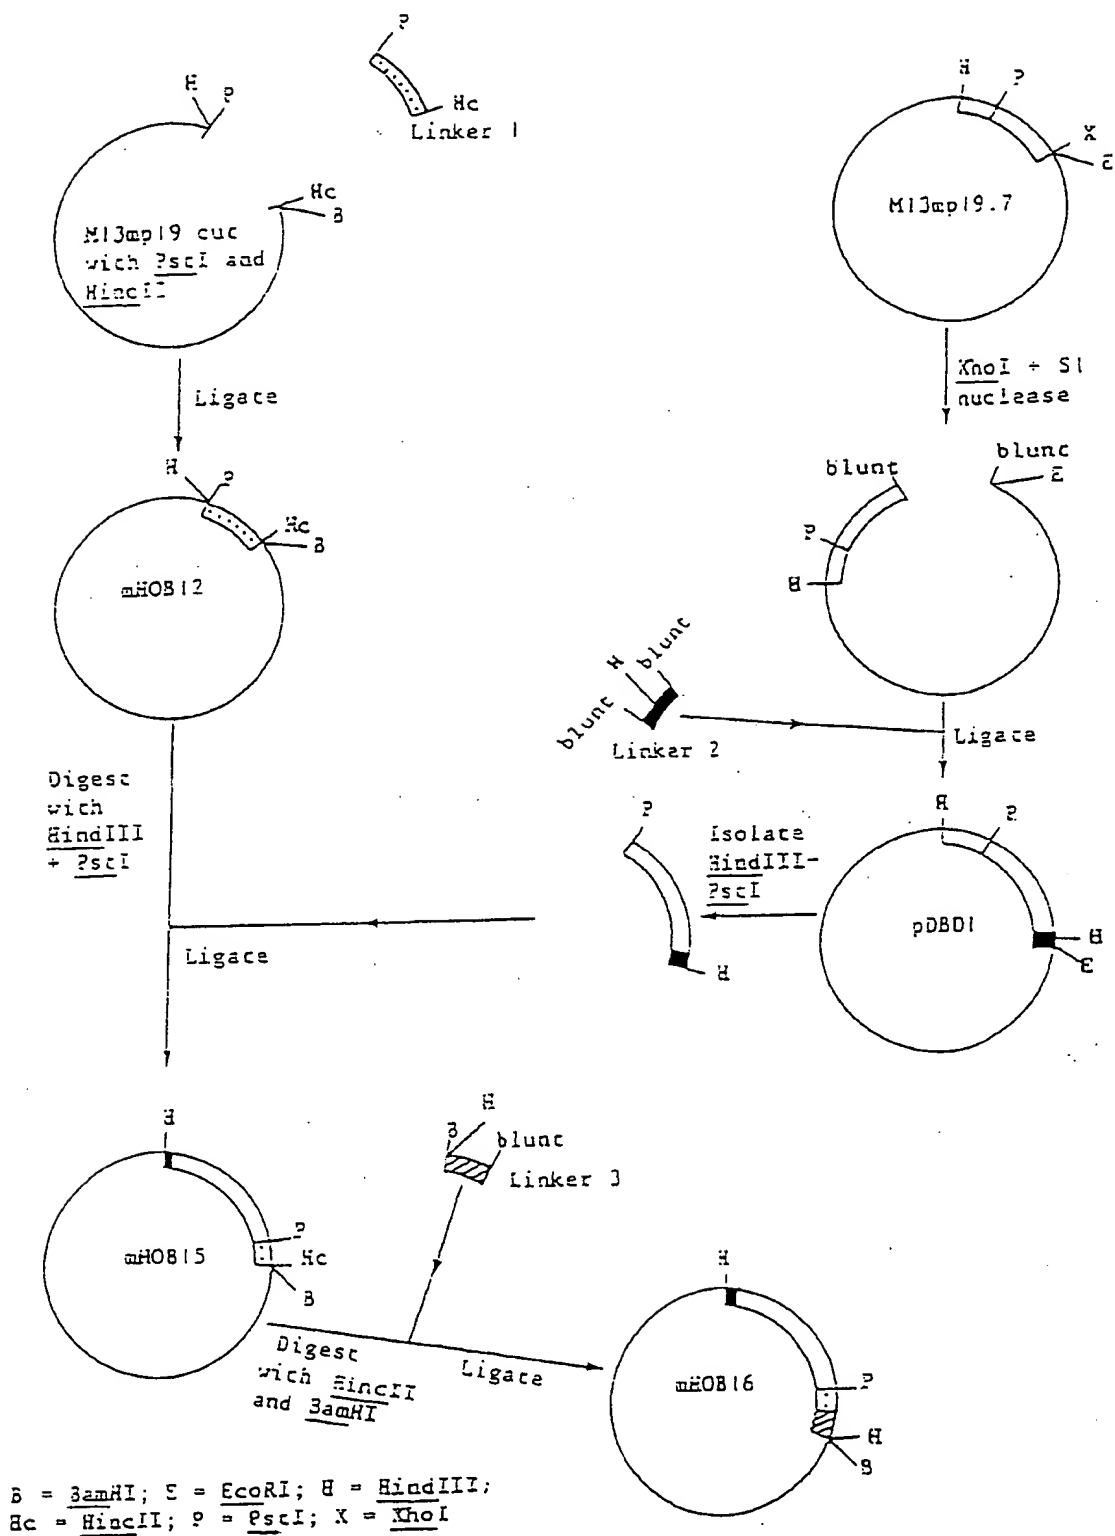 P
Hc
Linker 1
H
P
Hc
B
M13mp19 cut
with PstI and
HincII
Ligate
H
P
X
E
M13mp19.7
XhoI + S1
nuclease
blunt
blunt
E
P
H
H
P
Hc
B
mHOB12
blunt
H
blunt
Linker 2
Ligate
Digest
with
HindIII
+ PstI
Ligate
P
H
Isolate
HindIII-
PstI
H
P
pDBD1
H
E
H
P
Hc
B
mHOB15
H
B
blunt
Linker 3
Digest
with HincII
and BamHI
Ligate
H
mHOB16
P
H
B
B = BamHI; E = EcoRI; H = HindIII;
Hc = HincII; P = PstI; X = XhoI